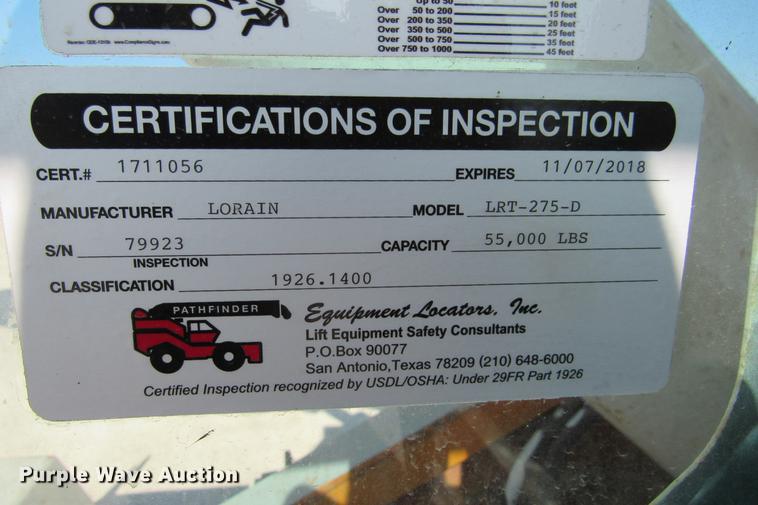 Up to 50 10 feet
Over 50 to 200 15 feet
Over 200 to 350 20 feet
Over 350 to 500 25 feet
Over 500 to 750 35 feet
Over 750 to 1000 45 feet
www.ComplianceSigns.com
CERTIFICATIONS OF INSPECTION
CERT.# 1711056 EXPIRES 11/07/2018
MANUFACTURER LORAIN MODEL LRT-275-D
S/N 79923 CAPACITY 55,000 LBS
INSPECTION
CLASSIFICATION 1926.1400
PATHFINDER
Equipment Locators, Inc.
Lift Equipment Safety Consultants
P.O.Box 90077
San Antonio,Texas 78209 (210) 648-6000
Certified Inspection recognized by USDL/OSHA: Under 29FR Part 1926
Purple Wave Auction